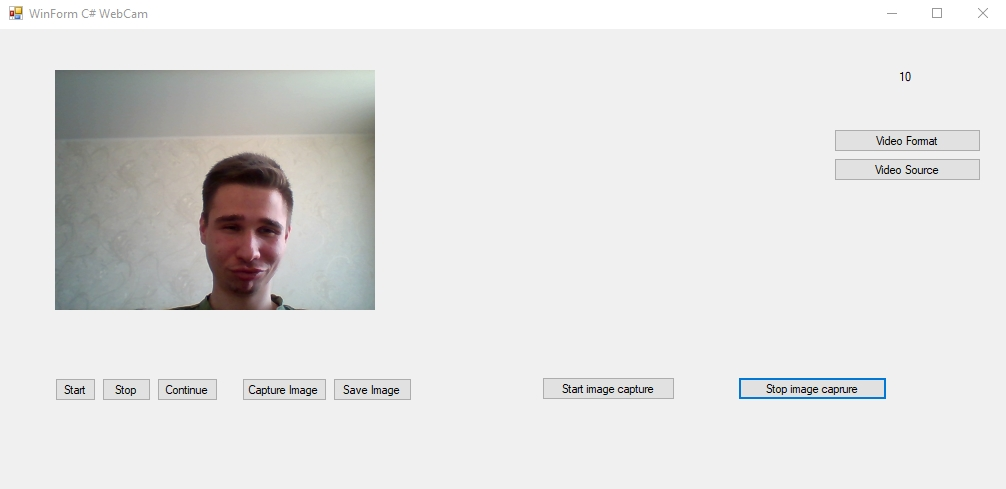 WinForm C# WebCam
10
Video Format
Video Source
Start
Stop
Continue
Capture Image
Save Image
Start image capture
Stop image caprure